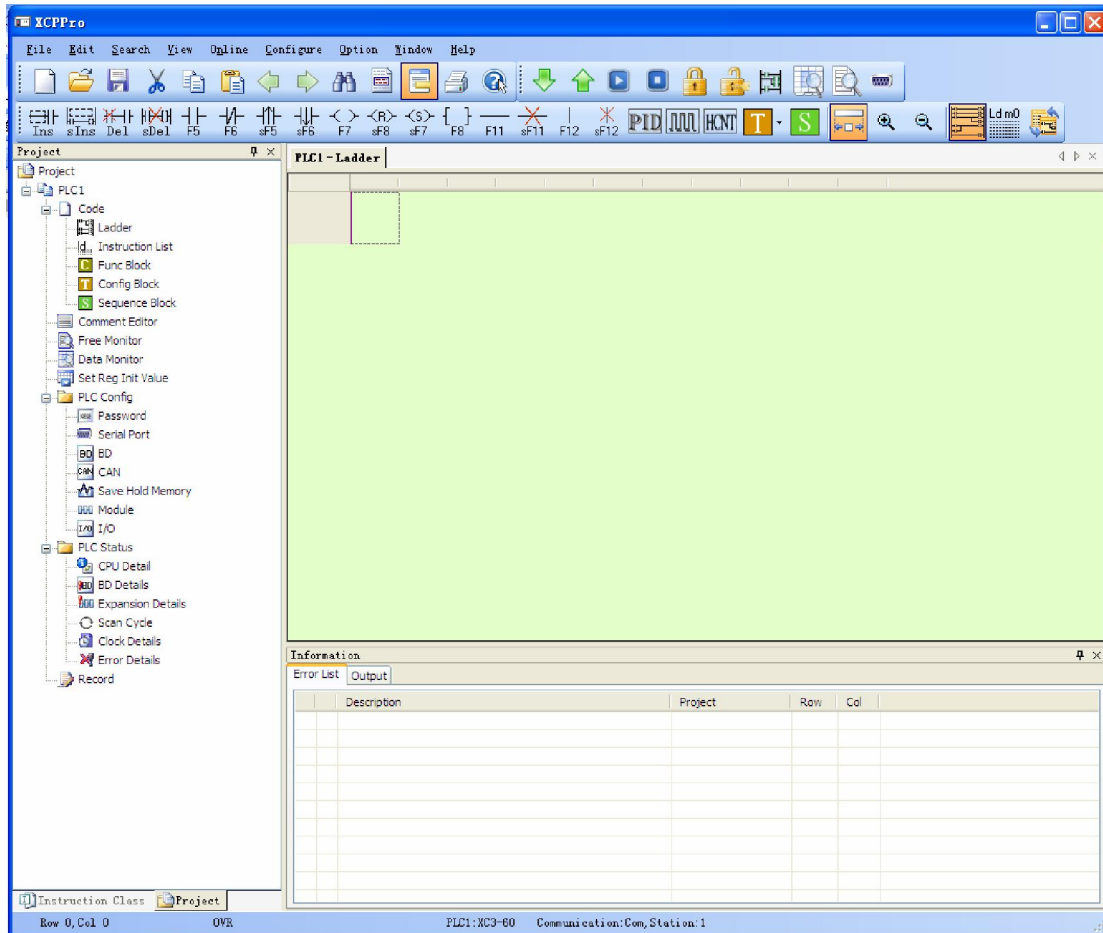 XCPPro
File Edit Search View Online Configure Option Window Help
Ins sIns Del sDel F5 F6 sF5 sF6 F7 sF8 sF7 F8 F11 sF11 F12 sF12 PID HCNT T S Ld m0
Project
PLC1 - Ladder
Project
PLC1
Code
Ladder
Instruction List
C Func Block
T Config Block
S Sequence Block
Comment Editor
Free Monitor
Data Monitor
Set Reg Init Value
PLC Config
Password
Serial Port
BD BD
CAN CAN
Save Hold Memory
Module
I/O I/O
PLC Status
CPU Detail
BD Details
Expansion Details
Scan Cycle
Clock Details
Error Details
Record
Information
Error List Output
Description Project Row Col
Instruction Class Project
Row 0,Col 0 OVR PLC1:XC3-60 Communication:Com,Station:1